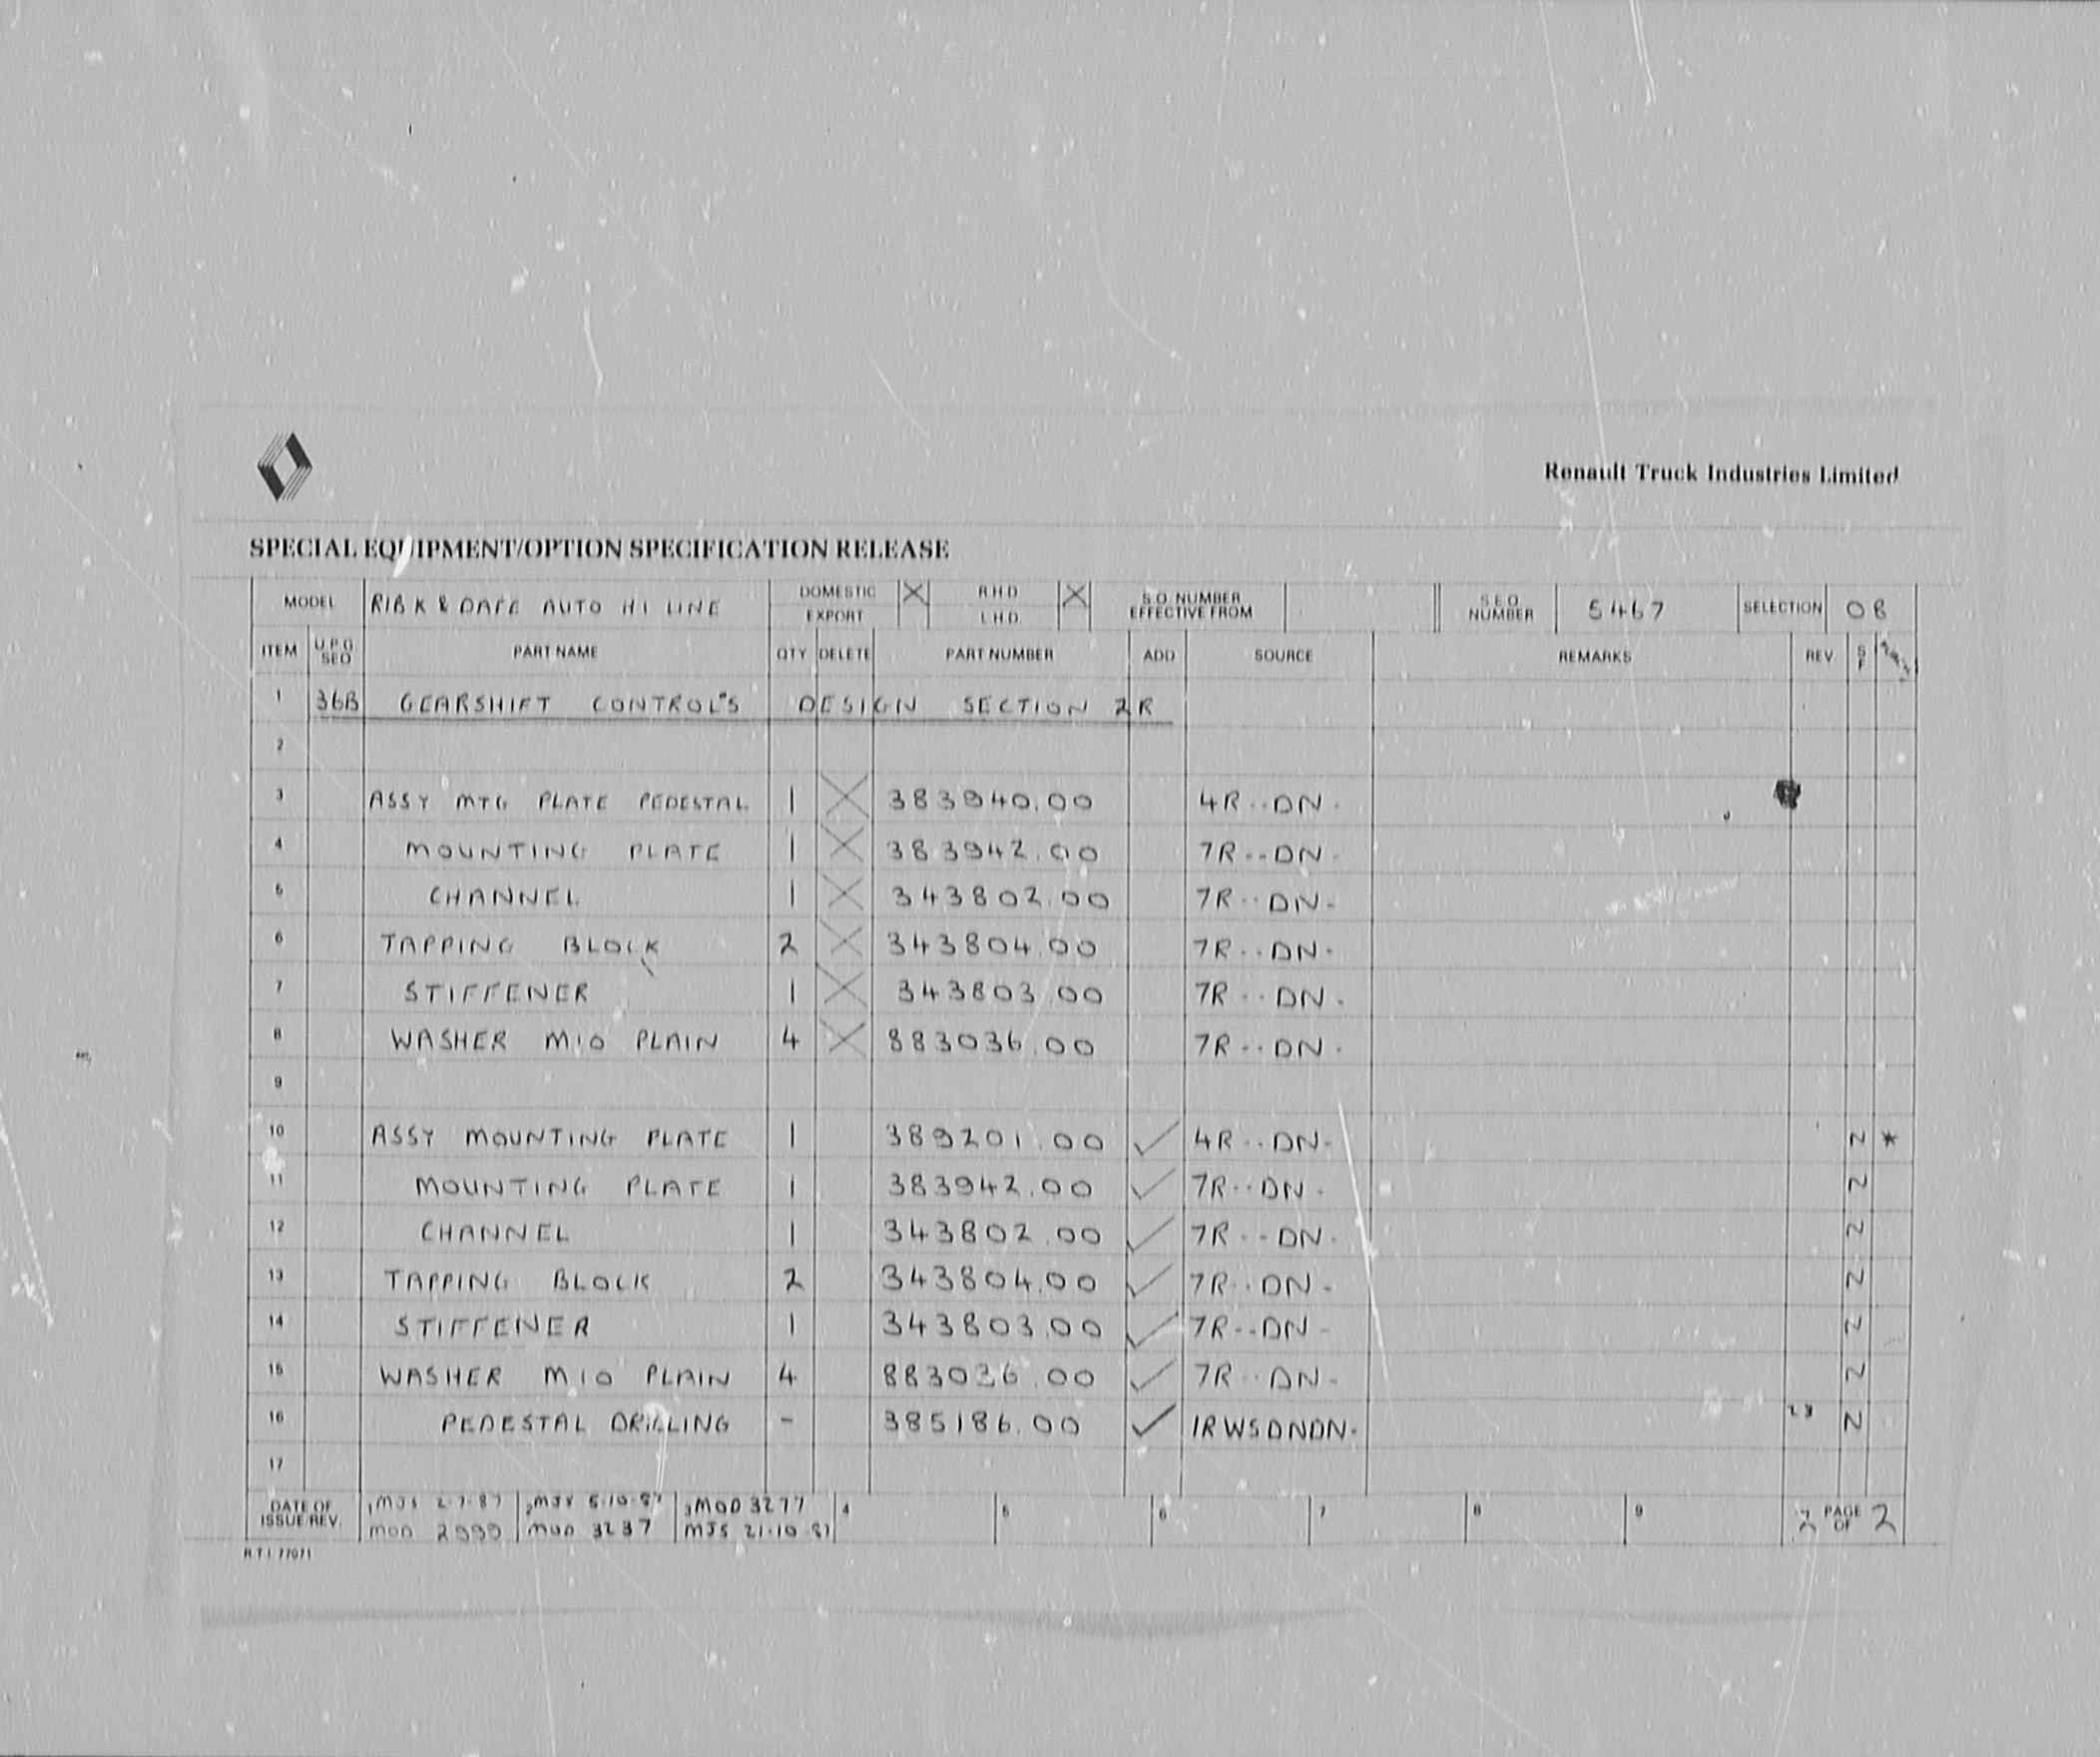 Renault Truck Industries Limited
SPECIAL EQUIPMENT/OPTION SPECIFICATION RELEASE
MODEL AUTO HI LINE DOMESTIC X R.H.D X S.O. NUMBER S.E.O. 5467 SELECTION 08
EXPORT L.H.D. EFFECTIVE FROM NUMBER
ITEM U.P.G SEQ PART NAME QTY DELETE PART NUMBER ADD SOURCE REMARKS REV S F
1 36B GEARSHIFT CONTROL"S DESIGN SECTION 2R
2
3 ASSY MTG PLATE PEDESTAL 1 X 383940.00 4R..DN.
4 MOUNTING PLATE 1 X 383942.00 7R..DN.
5 CHANNEL 1 X 343802.00 7R..DN.
6 TAPPING BLOCK 2 X 343804.00 7R..DN.
7 STIFFENER 1 X 343803.00 7R..DN.
8 WASHER M10 PLAIN 4 X 883036.00 7R..DN.
9
10 ASSY MOUNTING PLATE 1 389201.00 ✓ 4R..DN. N *
11 MOUNTING PLATE 1 383942.00 ✓ 7R..DN. N
12 CHANNEL 1 343802.00 ✓ 7R..DN. N
13 TAPPING BLOCK 2 343804.00 ✓ 7R..DN. N
14 STIFFENER 1 343803.00 ✓ 7R..DN. N
15 WASHER M10 PLAIN 4 883036.00 ✓ 7R..DN. N
16 PEDESTAL DRILLING - 385186.00 ✓ 1RWSDNDN. N
17
DATE OF 1 MJS 2.7.87 2 MJS 5.10.87 3 MOD 3277 4 5 6 7 8 9 2 PAGE OF 2
ISSUE/REV. MOD MOD 3237 MJS 21.10.87
R.T.I. 77071